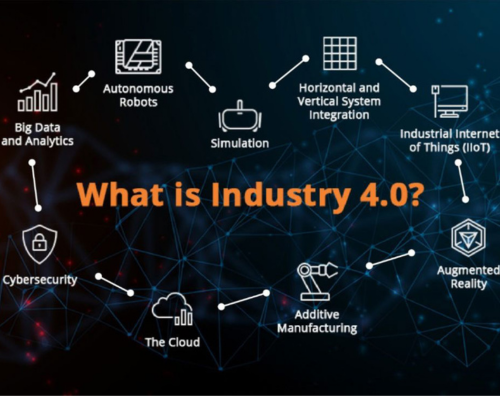 Autonomous
Robots
Horizontal and
Vertical System
Integration
Big Data
and Analytics
Simulation
Industrial Internet
of Things (IIoT)
What is Industry 4.0?
Cybersecurity
Augmented
Reality
The Cloud
Additive
Manufacturing